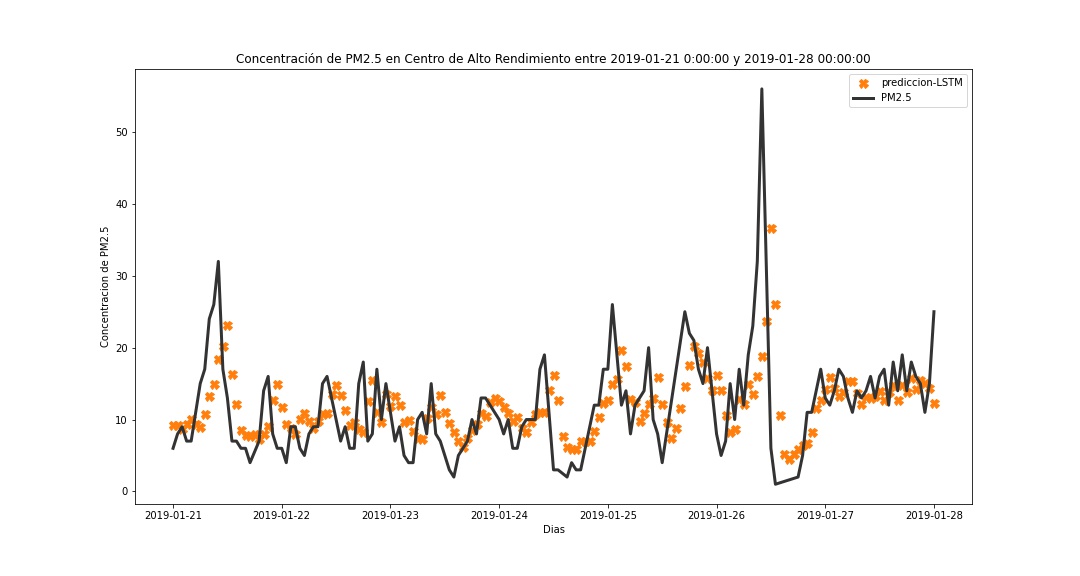 Concentración de PM2.5 en Centro de Alto Rendimiento entre 2019-01-21 0:00:00 y 2019-01-28 00:00:00
prediccion-LSTM
PM2.5
Concentracion de PM2.5
50
40
30
20
10
0
2019-01-21
2019-01-22
2019-01-23
2019-01-24
2019-01-25
2019-01-26
2019-01-27
2019-01-28
Dias